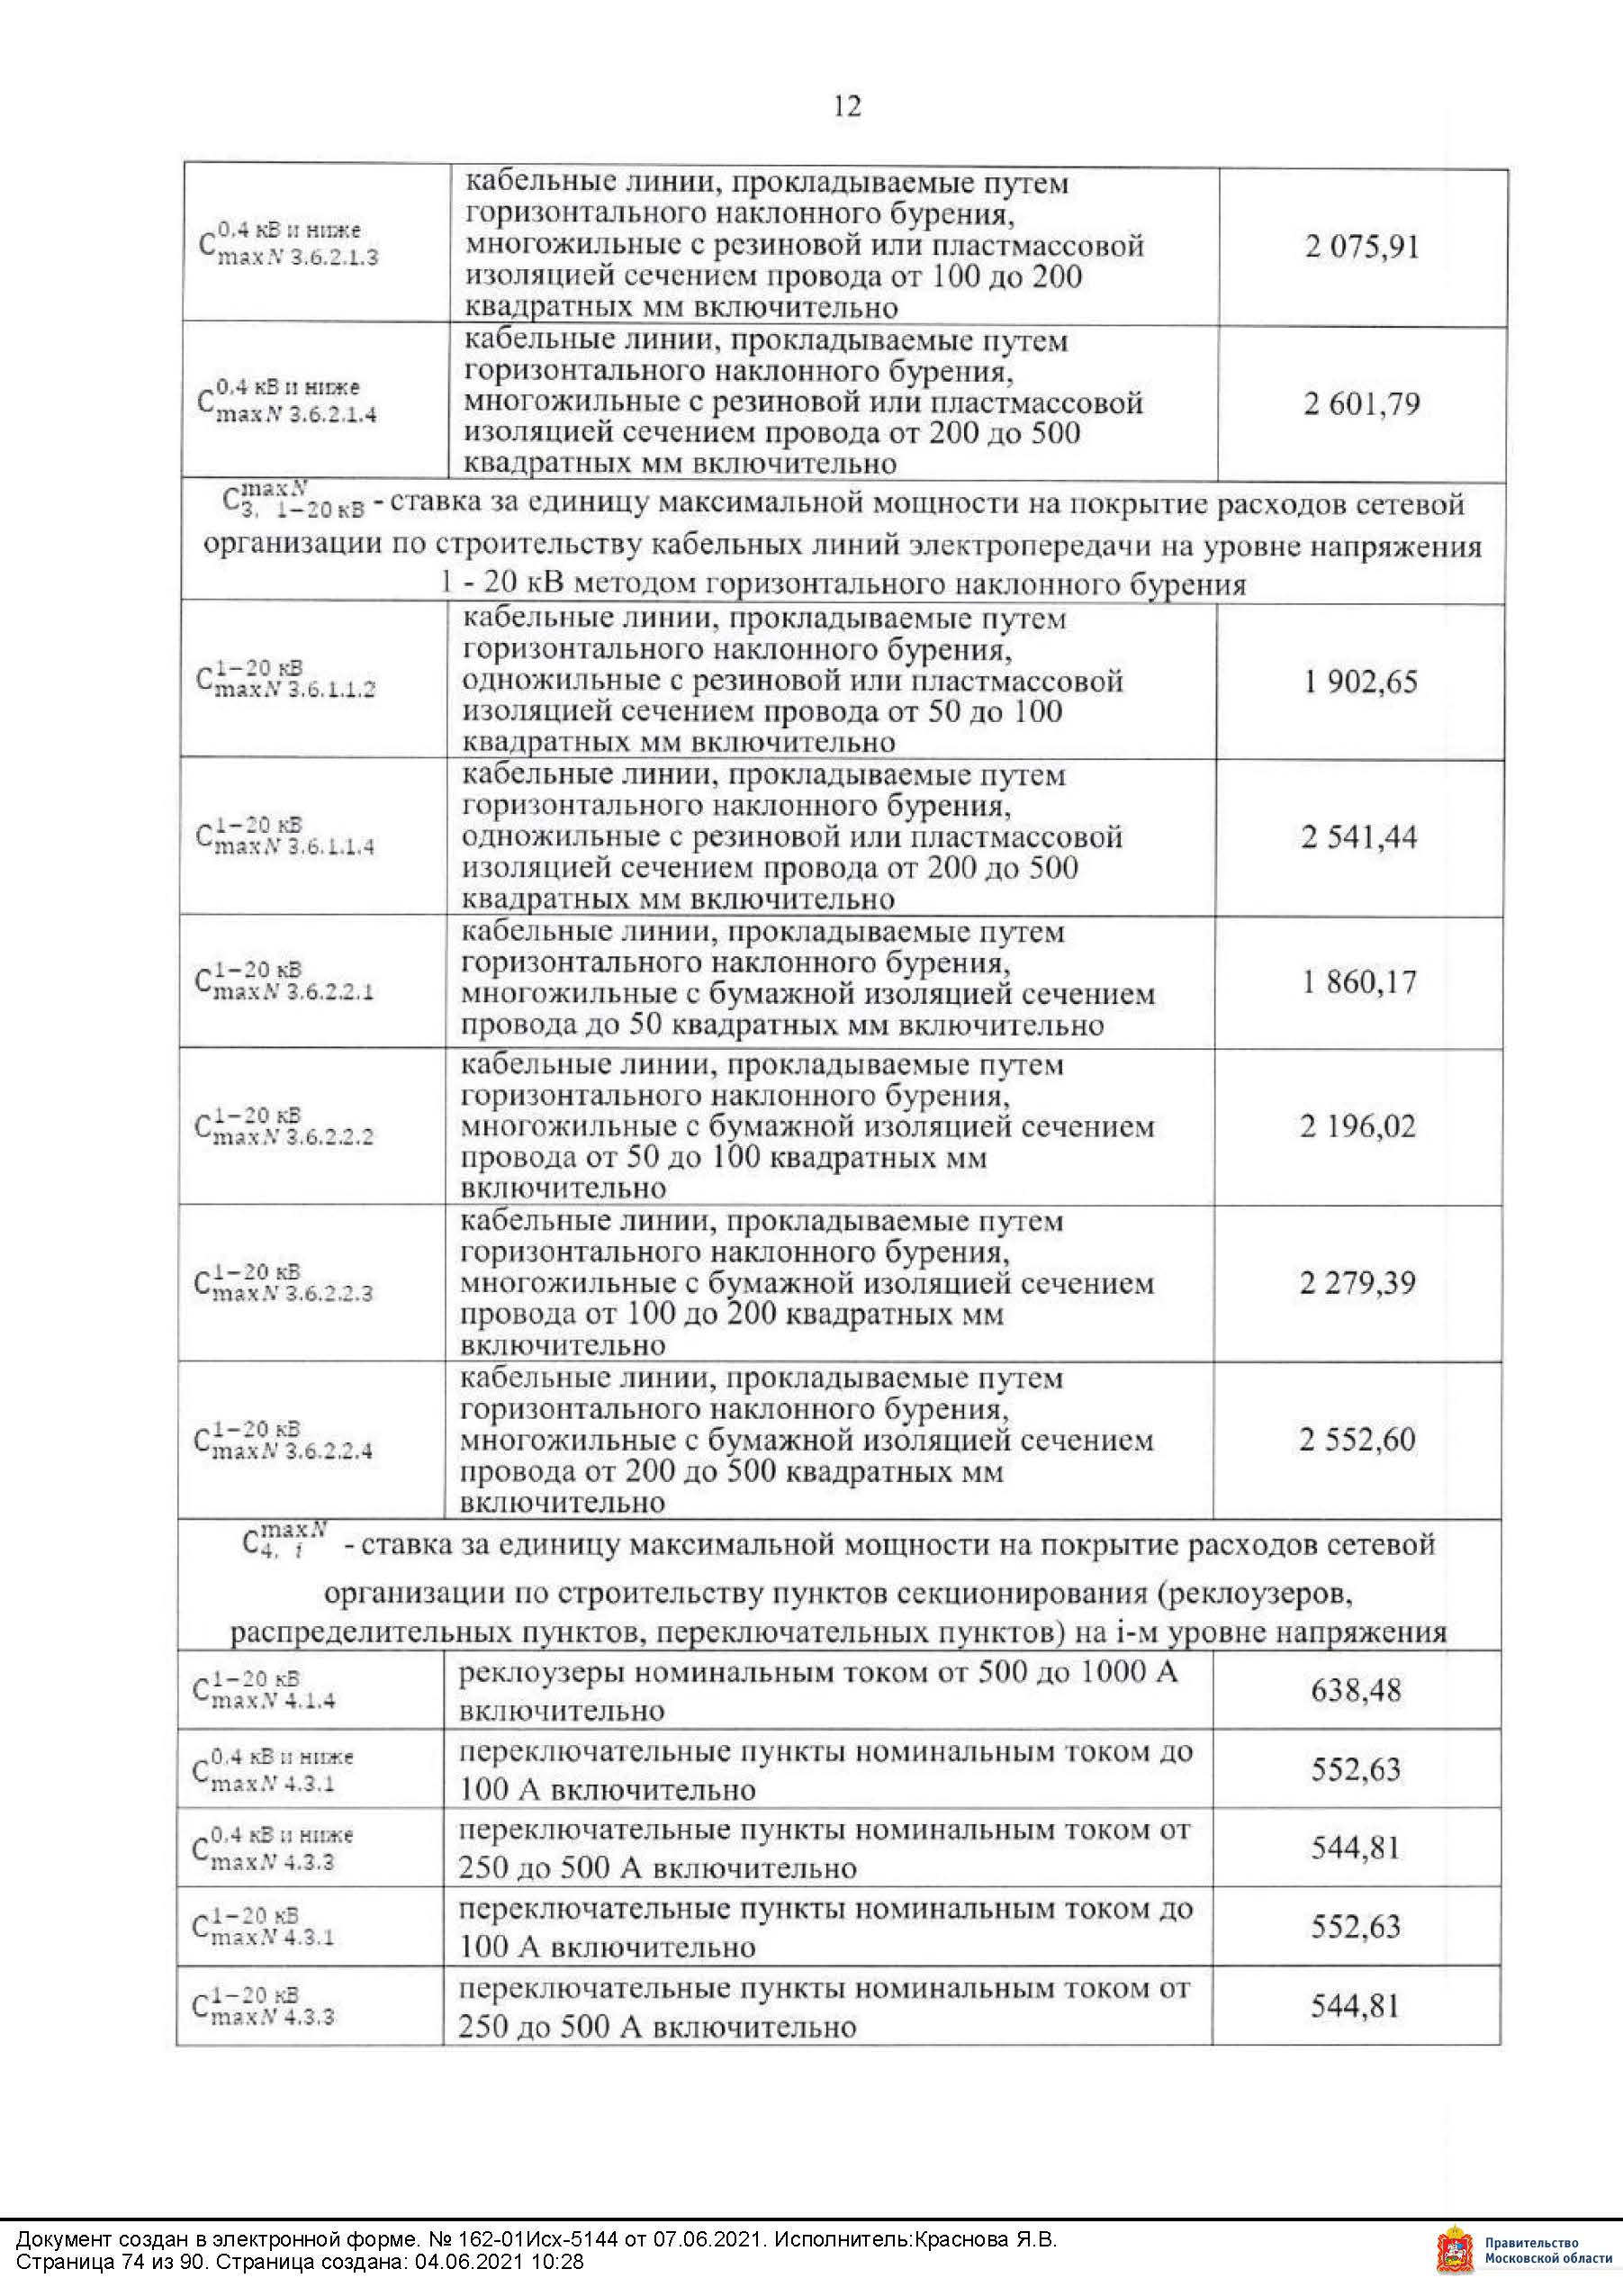 12
кабельные линии, прокладываемые путем
горизонтального наклонного бурения,
C 0,4 кВ и ниже maxN 3.6.2.1.3 многожильные с резиновой или пластмассовой 2 075,91
изоляцией сечением провода от 100 до 200
квадратных мм включительно
кабельные линии, прокладываемые путем
горизонтального наклонного бурения,
C 0,4 кВ и ниже maxN 3.6.2.1.4 многожильные с резиновой или пластмассовой 2 601,79
изоляцией сечением провода от 200 до 500
квадратных мм включительно
C maxN 3, 1–20 кВ - ставка за единицу максимальной мощности на покрытие расходов сетевой
организации по строительству кабельных линий электропередачи на уровне напряжения
1 - 20 кВ методом горизонтального наклонного бурения
кабельные линии, прокладываемые путем
горизонтального наклонного бурения,
C 1–20 кВ maxN 3.6.1.1.2 одножильные с резиновой или пластмассовой 1 902,65
изоляцией сечением провода от 50 до 100
квадратных мм включительно
кабельные линии, прокладываемые путем
горизонтального наклонного бурения,
C 1–20 кВ maxN 3.6.1.1.4 одножильные с резиновой или пластмассовой 2 541,44
изоляцией сечением провода от 200 до 500
квадратных мм включительно
кабельные линии, прокладываемые путем
горизонтального наклонного бурения,
C 1–20 кВ maxN 3.6.2.2.1 многожильные с бумажной изоляцией сечением 1 860,17
провода до 50 квадратных мм включительно
кабельные линии, прокладываемые путем
горизонтального наклонного бурения,
C 1–20 кВ maxN 3.6.2.2.2 многожильные с бумажной изоляцией сечением 2 196,02
провода от 50 до 100 квадратных мм
включительно
кабельные линии, прокладываемые путем
горизонтального наклонного бурения,
C 1–20 кВ maxN 3.6.2.2.3 многожильные с бумажной изоляцией сечением 2 279,39
провода от 100 до 200 квадратных мм
включительно
кабельные линии, прокладываемые путем
горизонтального наклонного бурения,
C 1–20 кВ maxN 3.6.2.2.4 многожильные с бумажной изоляцией сечением 2 552,60
провода от 200 до 500 квадратных мм
включительно
C maxN 4, i - ставка за единицу максимальной мощности на покрытие расходов сетевой
организации по строительству пунктов секционирования (реклоузеров,
распределительных пунктов, переключательных пунктов) на i-м уровне напряжения
C 1–20 кВ maxN 4.1.4 реклоузеры номинальным током от 500 до 1000 А 638,48
включительно
C 0,4 кВ и ниже maxN 4.3.1 переключательные пункты номинальным током до 552,63
100 А включительно
C 0,4 кВ и ниже maxN 4.3.3 переключательные пункты номинальным током от 544,81
250 до 500 А включительно
C 1–20 кВ maxN 4.3.1 переключательные пункты номинальным током до 552,63
100 А включительно
C 1–20 кВ maxN 4.3.3 переключательные пункты номинальным током от 544,81
250 до 500 А включительно
Документ создан в электронной форме. № 162-01Исх-5144 от 07.06.2021. Исполнитель:Краснова Я.В.
Страница 74 из 90. Страница создана: 04.06.2021 10:28
Правительство
Московской области